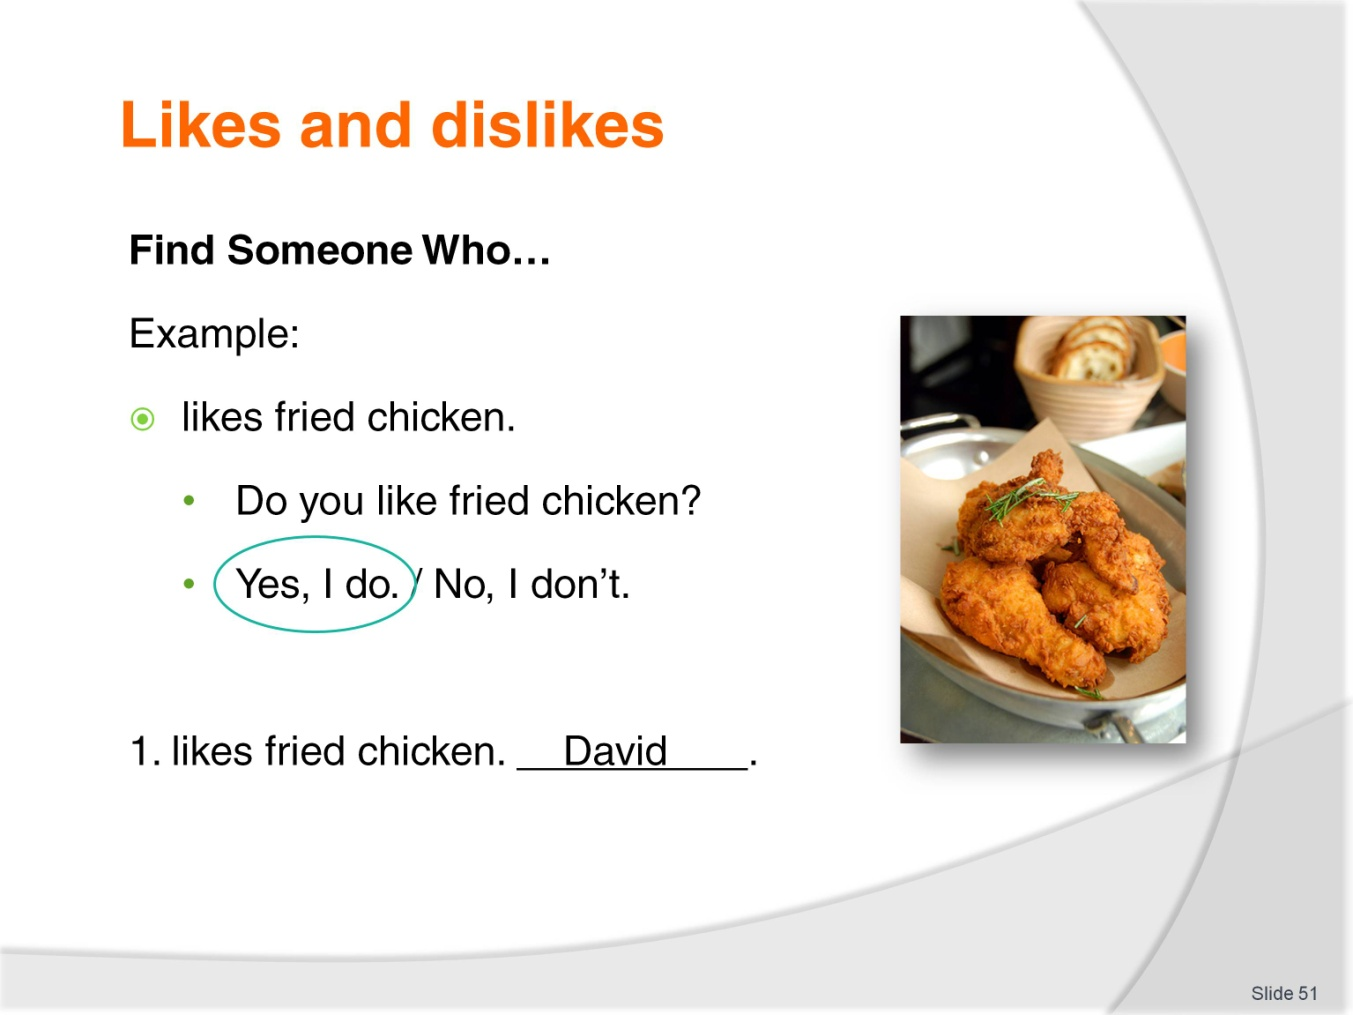 Likes and dislikes
Find Someone Who…
Example:
likes fried chicken.
• Do you like fried chicken?
• Yes, I do. / No, I don’t.
1. likes fried chicken. __David____.
Slide 51